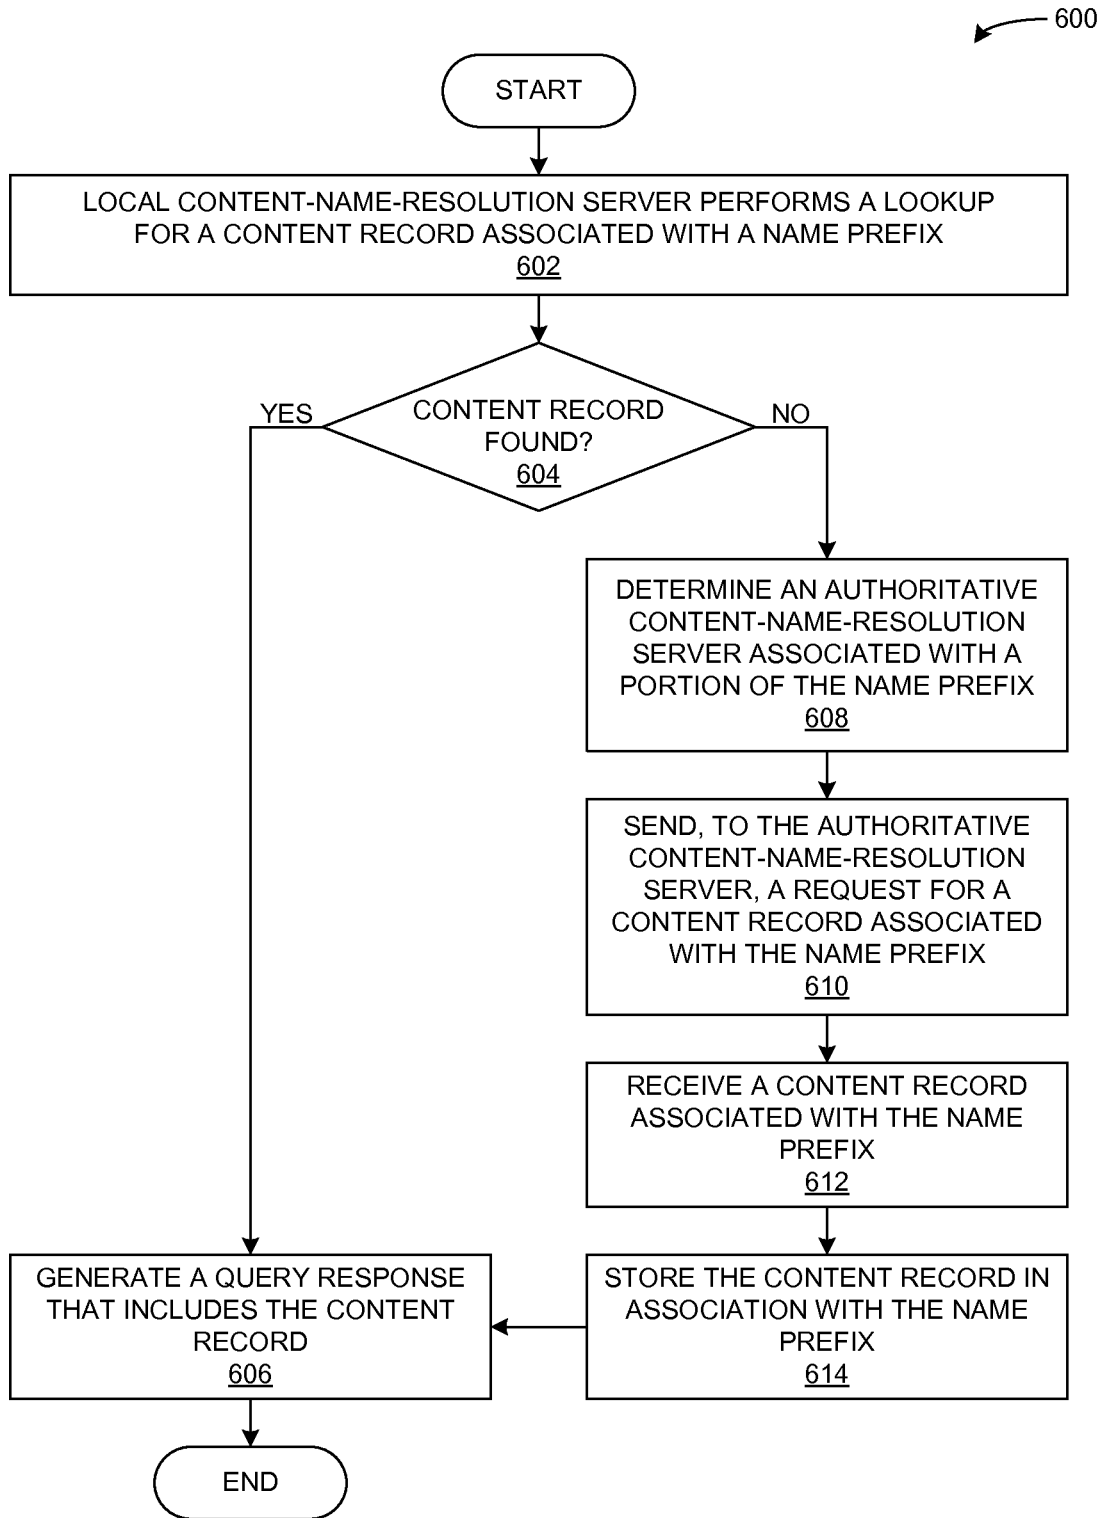 600
START
LOCAL CONTENT-NAME-RESOLUTION SERVER PERFORMS A LOOKUP
FOR A CONTENT RECORD ASSOCIATED WITH A NAME PREFIX
602
YES
CONTENT RECORD
FOUND?
604
NO
DETERMINE AN AUTHORITATIVE
CONTENT-NAME-RESOLUTION
SERVER ASSOCIATED WITH A
PORTION OF THE NAME PREFIX
608
SEND, TO THE AUTHORITATIVE
CONTENT-NAME-RESOLUTION
SERVER, A REQUEST FOR A
CONTENT RECORD ASSOCIATED
WITH THE NAME PREFIX
610
RECEIVE A CONTENT RECORD
ASSOCIATED WITH THE NAME
PREFIX
612
STORE THE CONTENT RECORD IN
ASSOCIATION WITH THE NAME
PREFIX
614
GENERATE A QUERY RESPONSE
THAT INCLUDES THE CONTENT
RECORD
606
END